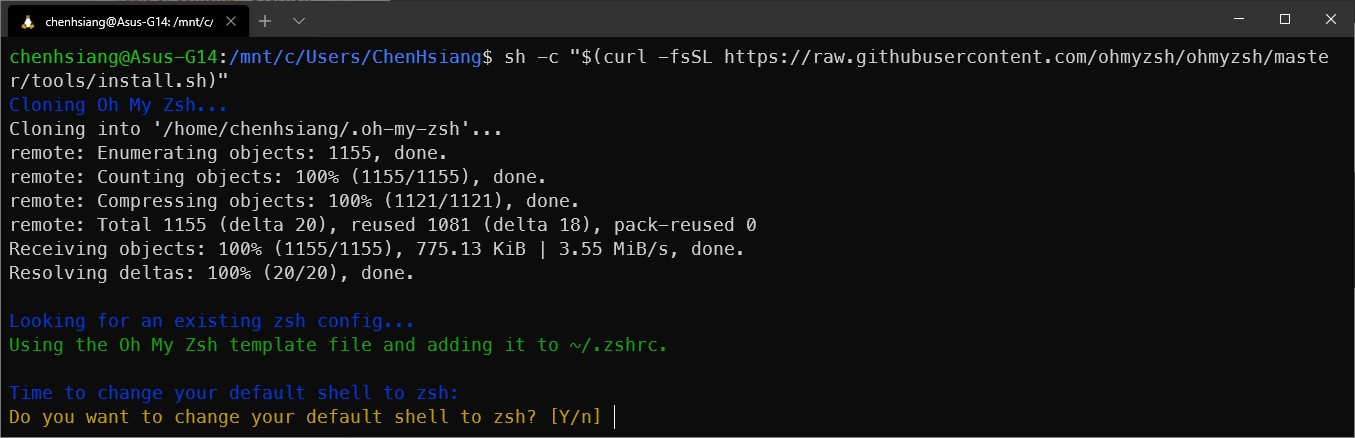 chenhsiang@Asus-G14: /mnt/c/
chenhsiang@Asus-G14:/mnt/c/Users/ChenHsiang$ sh -c "$(curl -fsSL https://raw.githubusercontent.com/ohmyzsh/ohmyzsh/maste
r/tools/install.sh)"
Cloning Oh My Zsh...
Cloning into '/home/chenhsiang/.oh-my-zsh'...
remote: Enumerating objects: 1155, done.
remote: Counting objects: 100% (1155/1155), done.
remote: Compressing objects: 100% (1121/1121), done.
remote: Total 1155 (delta 20), reused 1081 (delta 18), pack-reused 0
Receiving objects: 100% (1155/1155), 775.13 KiB | 3.55 MiB/s, done.
Resolving deltas: 100% (20/20), done.
Looking for an existing zsh config...
Using the Oh My Zsh template file and adding it to ~/.zshrc.
Time to change your default shell to zsh:
Do you want to change your default shell to zsh? [Y/n]